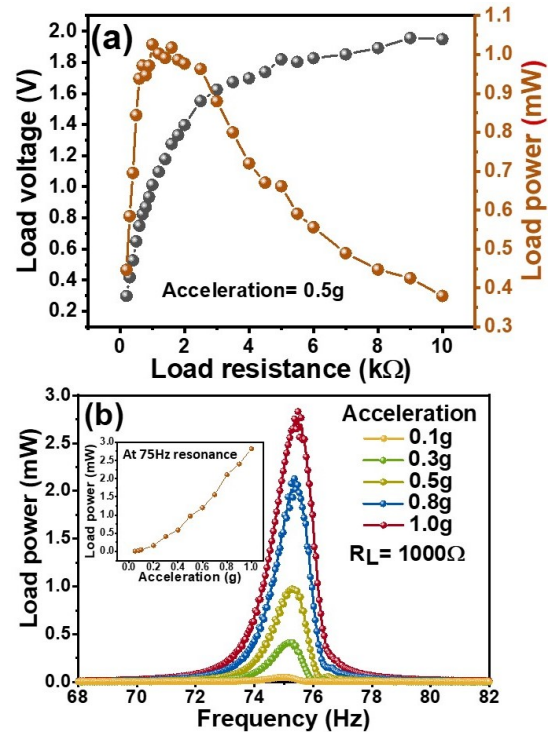 (a)
Load voltage (V)
2.0
1.8
1.6
1.4
1.2
1.0
0.8
0.6
0.4
0.2
Acceleration= 0.5g
1.1
1.0
0.9
0.8
0.7
0.6
0.5
0.4
0.3
Load power (mW)
0 2 4 6 8 10
Load resistance (kΩ)
(b)
Load power (mW)
3.0
2.5
2.0
1.5
1.0
0.5
0.0
At 75Hz resonance
Load power (mW)
3.0
2.5
2.0
1.5
1.0
0.5
0.0
0.0 0.2 0.4 0.6 0.8 1.0
Acceleration (g)
Acceleration
0.1g
0.3g
0.5g
0.8g
1.0g
RL= 1000Ω
68 70 72 74 76 78 80 82
Frequency (Hz)